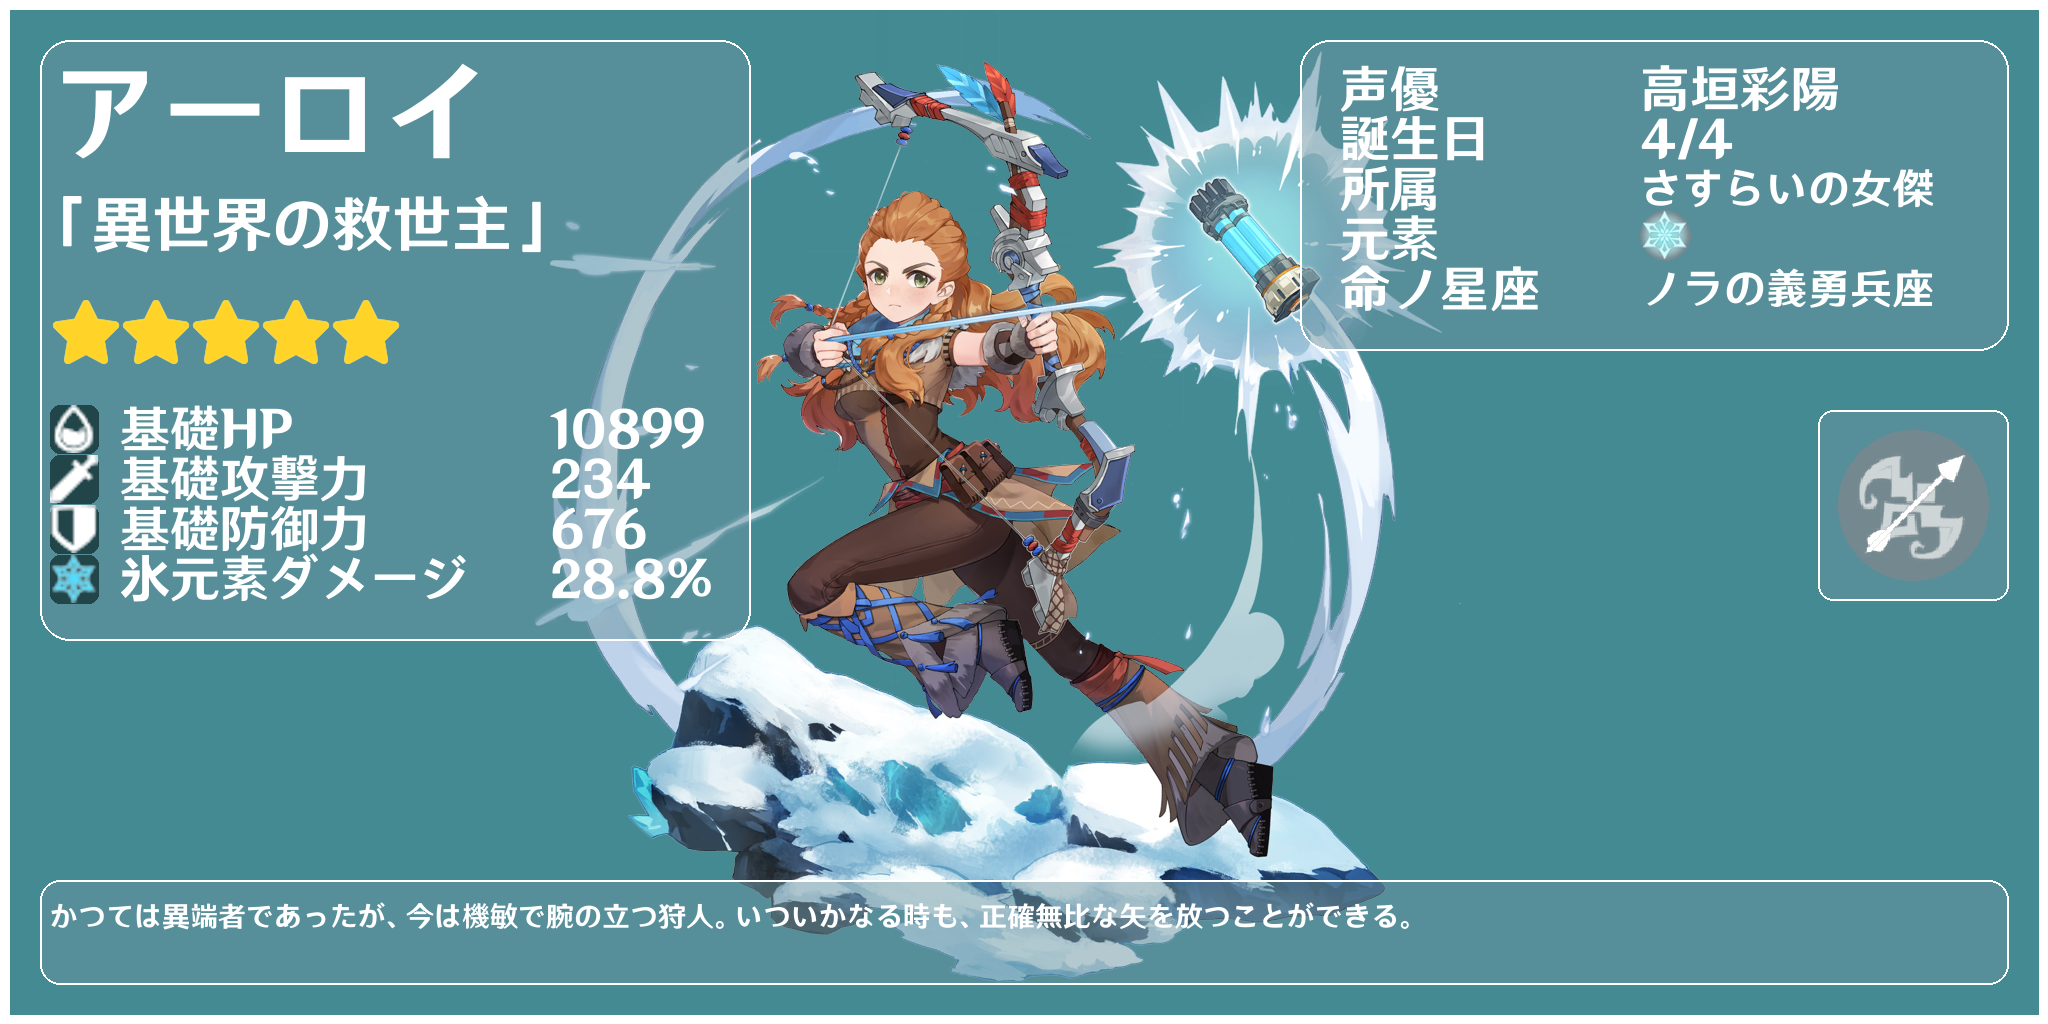 アーロイ
「異世界の救世主」
基礎HP 10899
基礎攻撃力 234
基礎防御力 676
氷元素ダメージ 28.8%
声優 高垣彩陽
誕生日 4/4
所属 さすらいの女傑
元素
命ノ星座 ノラの義勇兵座
かつては異端者であったが、今は機敏で腕の立つ狩人。いついかなる時も、正確無比な矢を放つことができる。